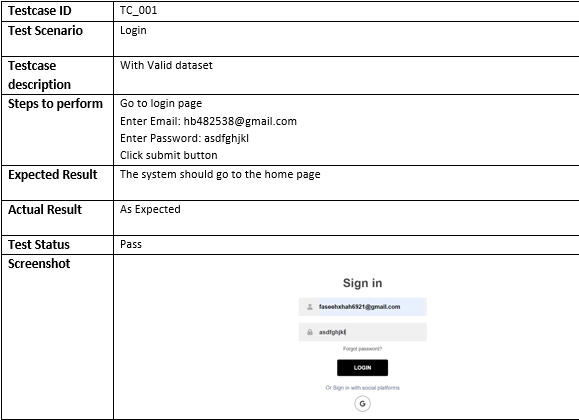 Testcase ID TC_001
Test Scenario Login
Testcase description With Valid dataset
Steps to perform Go to login page
Enter Email: hb482538@gmail.com
Enter Password: asdfghjkl
Click submit button
Expected Result The system should go to the home page
Actual Result As Expected
Test Status Pass
Screenshot
Sign in
faseehxhah6921@gmail.com
asdfghjkl
Forgot password?
LOGIN
Or Sign in with social platforms
G